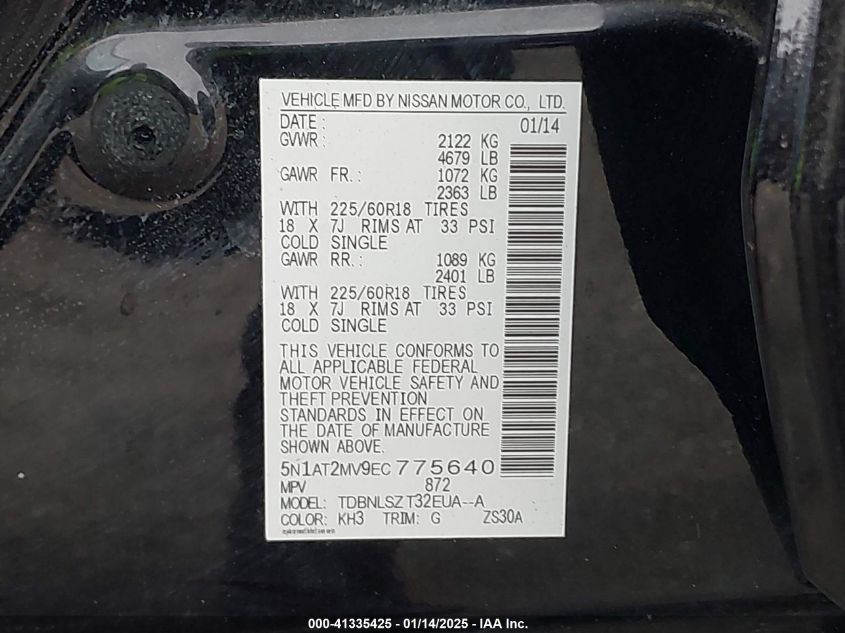 VEHICLE MFD BY NISSAN MOTOR CO., LTD.
DATE: 01/14
GVWR: 2122 KG
4679 LB
GAWR FR.: 1072 KG
2363 LB
WITH 225/60R18 TIRES
18 X 7J RIMS AT 33 PSI
COLD SINGLE
GAWR RR.: 1089 KG
2401 LB
WITH 225/60R18 TIRES
18 X 7J RIMS AT 33 PSI
COLD SINGLE
THIS VEHICLE CONFORMS TO
ALL APPLICABLE FEDERAL
MOTOR VEHICLE SAFETY AND
THEFT PREVENTION
STANDARDS IN EFFECT ON
THE DATE OF MANUFACTURE
SHOWN ABOVE.
5N1AT2MV9EC775640
MPV 872
MODEL: TDBNLSZ T32EUA--A
COLOR: KH3 TRIM: G ZS30A
000-41335425 - 01/14/2025 - IAA Inc.